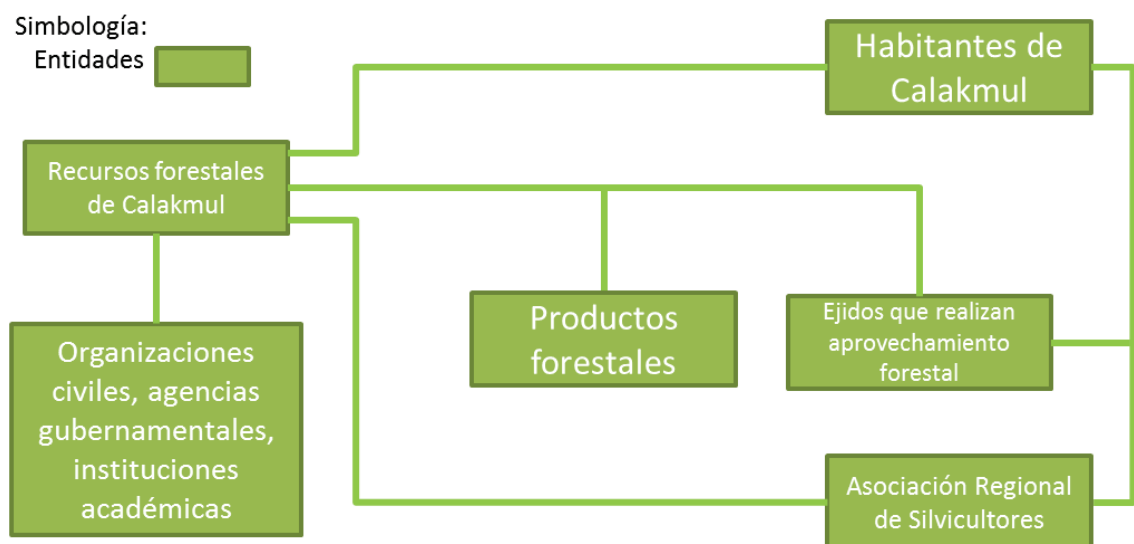 Simbología:
Entidades
Habitantes de
Calakmul
Recursos forestales
de Calakmul
Productos
forestales
Ejidos que realizan
aprovechamiento
forestal
Organizaciones
civiles, agencias
gubernamentales,
instituciones
académicas
Asociación Regional
de Silvicultores